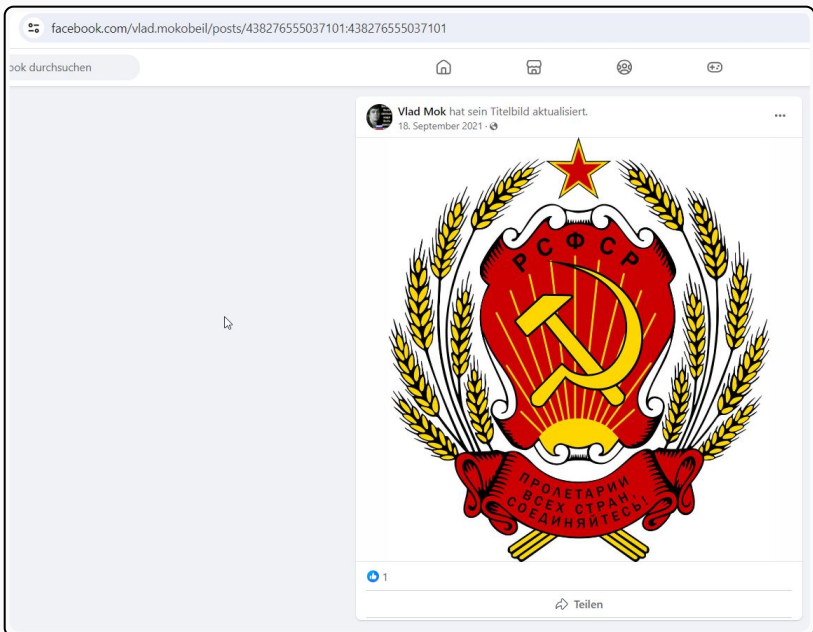 facebook.com/vlad.mokobeil/posts/438276555037101:438276555037101
ook durchsuchen
Vlad Mok hat sein Titelbild aktualisiert.
18. September 2021 ·
РСФСР
ПРОЛЕТАРИИ
ВСЕХ СТРАН,
СОЕДИНЯЙТЕСЬ!
1
Teilen